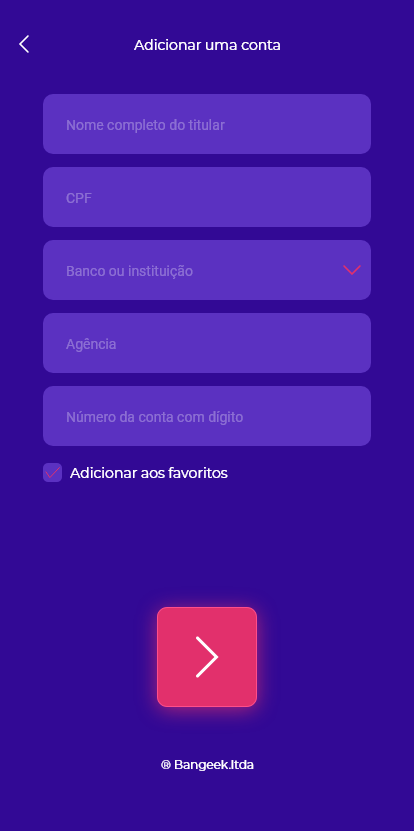 Adicionar uma conta
Nome completo do titular
CPF
Banco ou instituição
Agência
Número da conta com dígito
Adicionar aos favoritos
® Bangeek.ltda